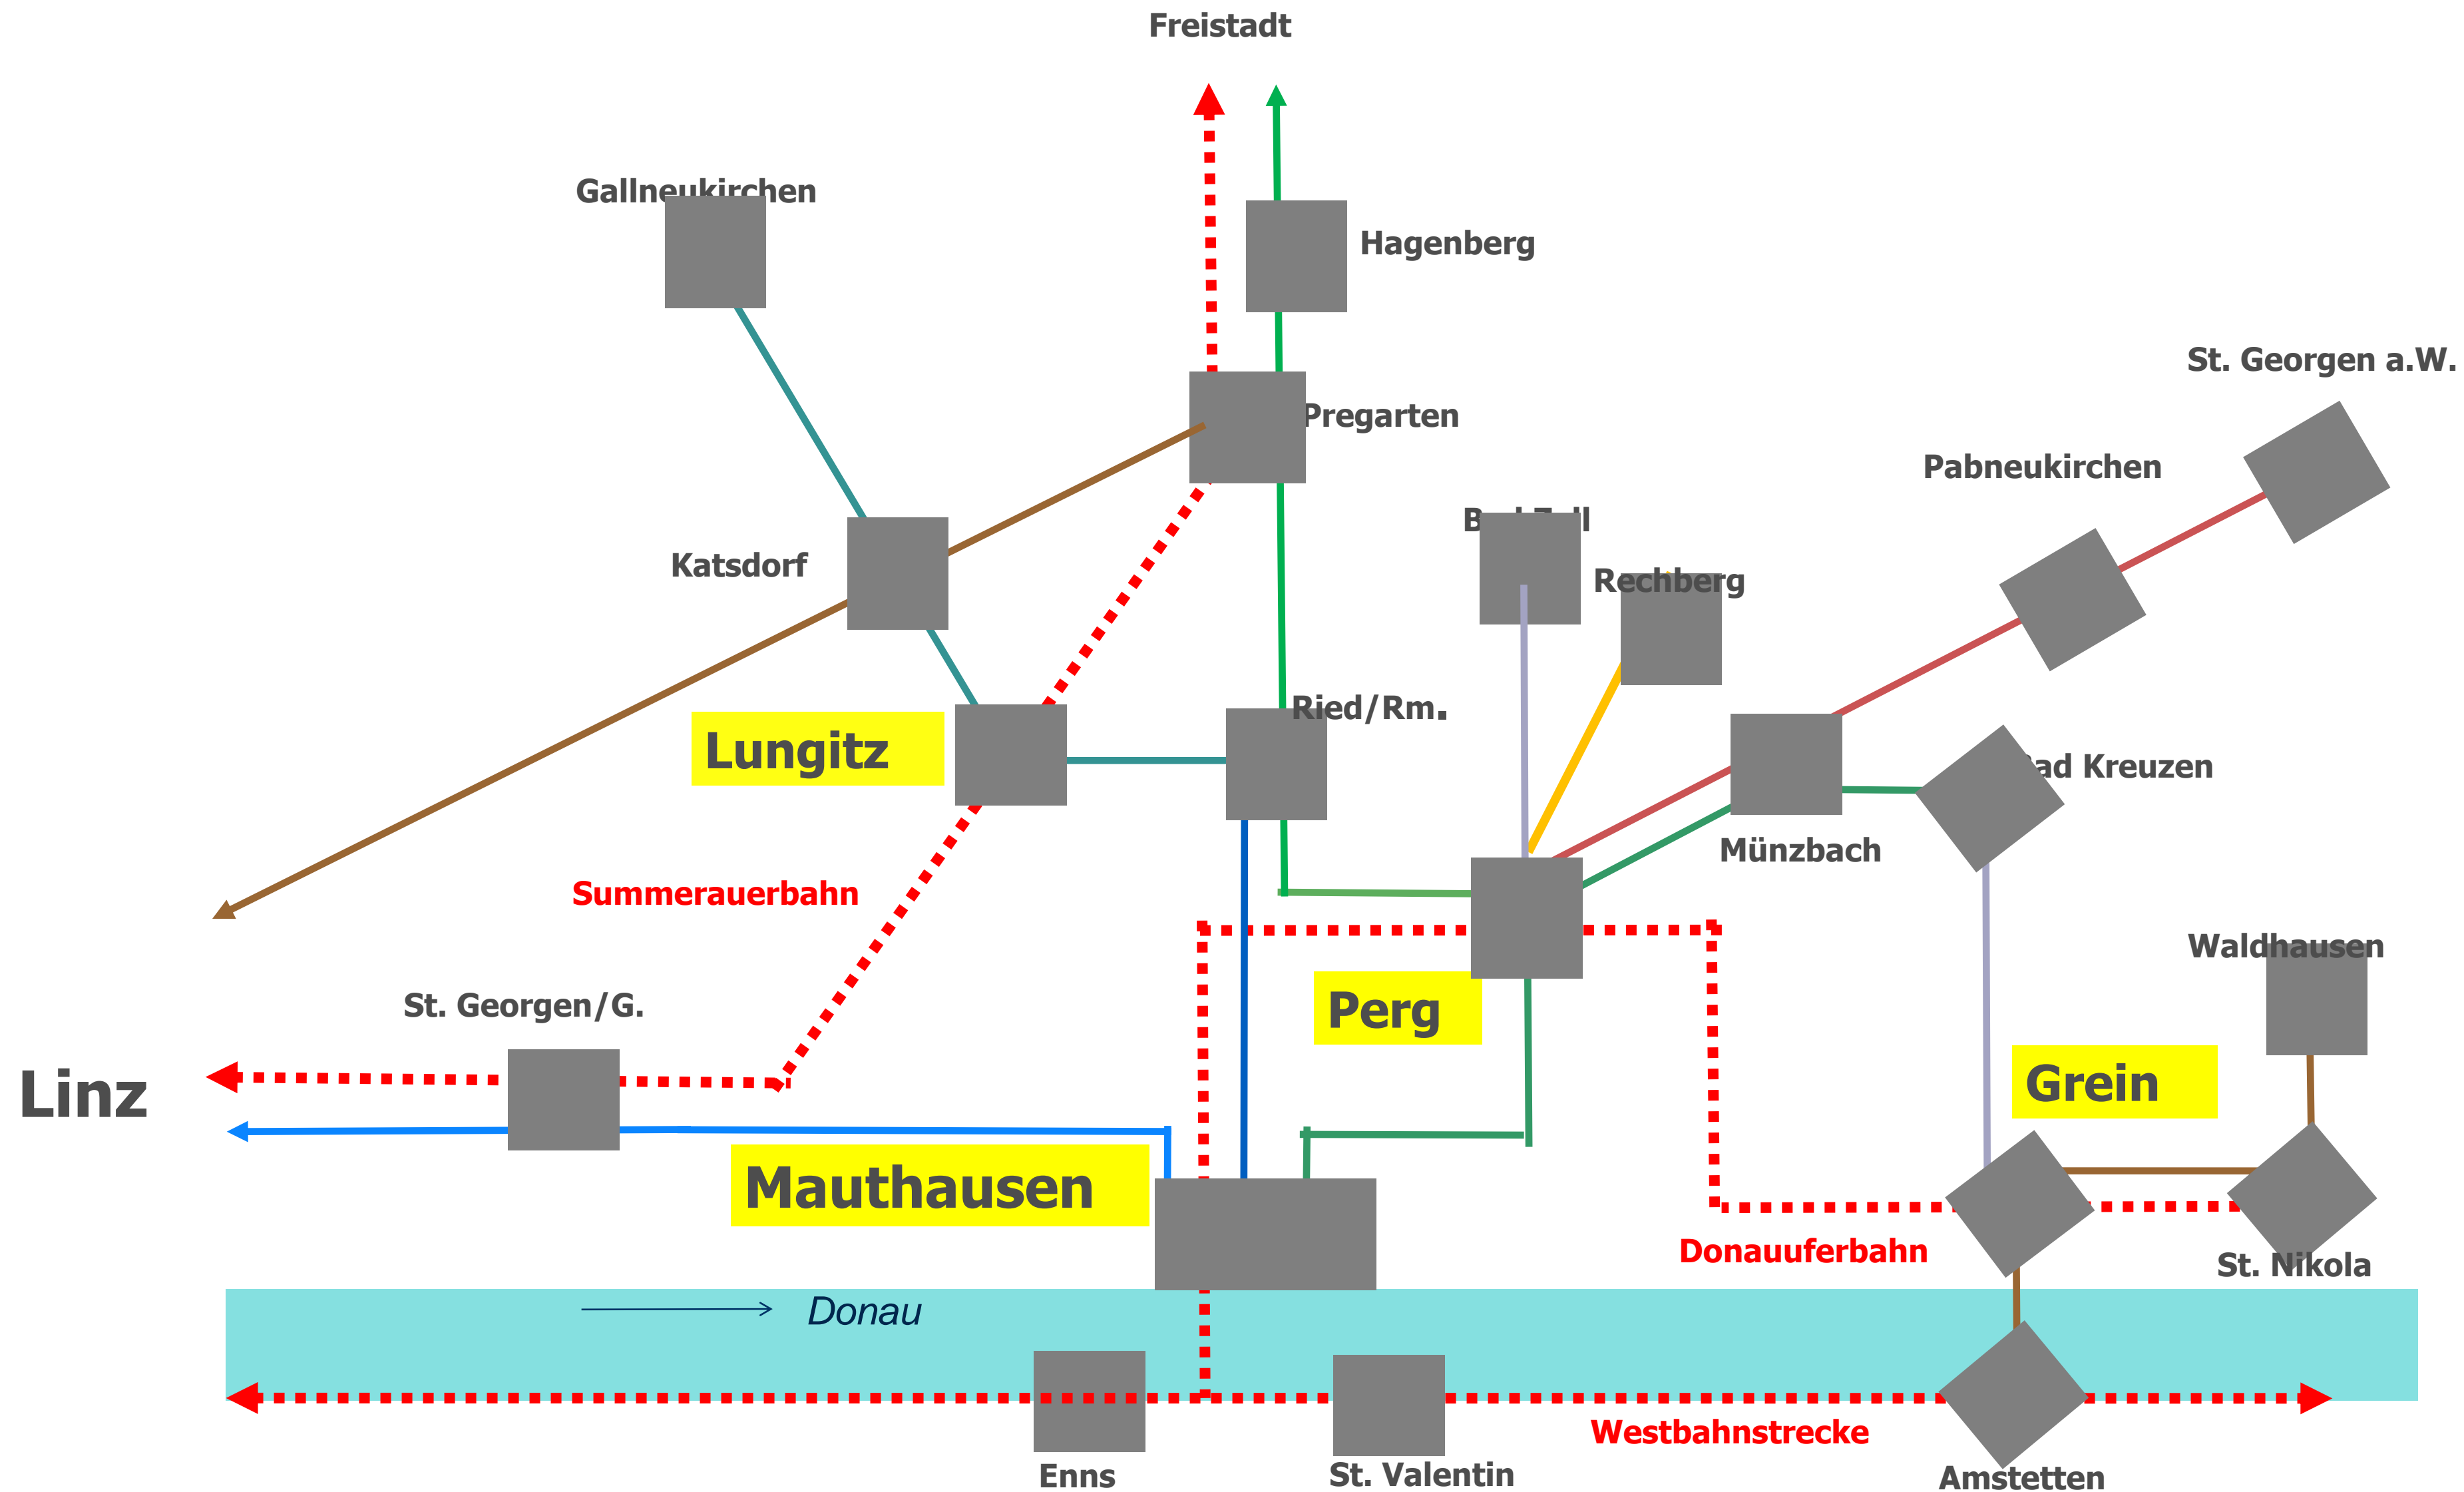 Freistadt
Gallneukirchen
Hagenberg
St. Georgen a.W.
Pregarten
Pabneukirchen
Katsdorf
Rechberg
Ried/Rm.
Lungitz
Kreuzen
Münzbach
Summerauerbahn
Waldhausen
St. Georgen/G.
Perg
Linz
Grein
Mauthausen
Donauuferbahn
St. Nikola
Donau
Westbahnstrecke
Enns
St. Valentin
Amstetten